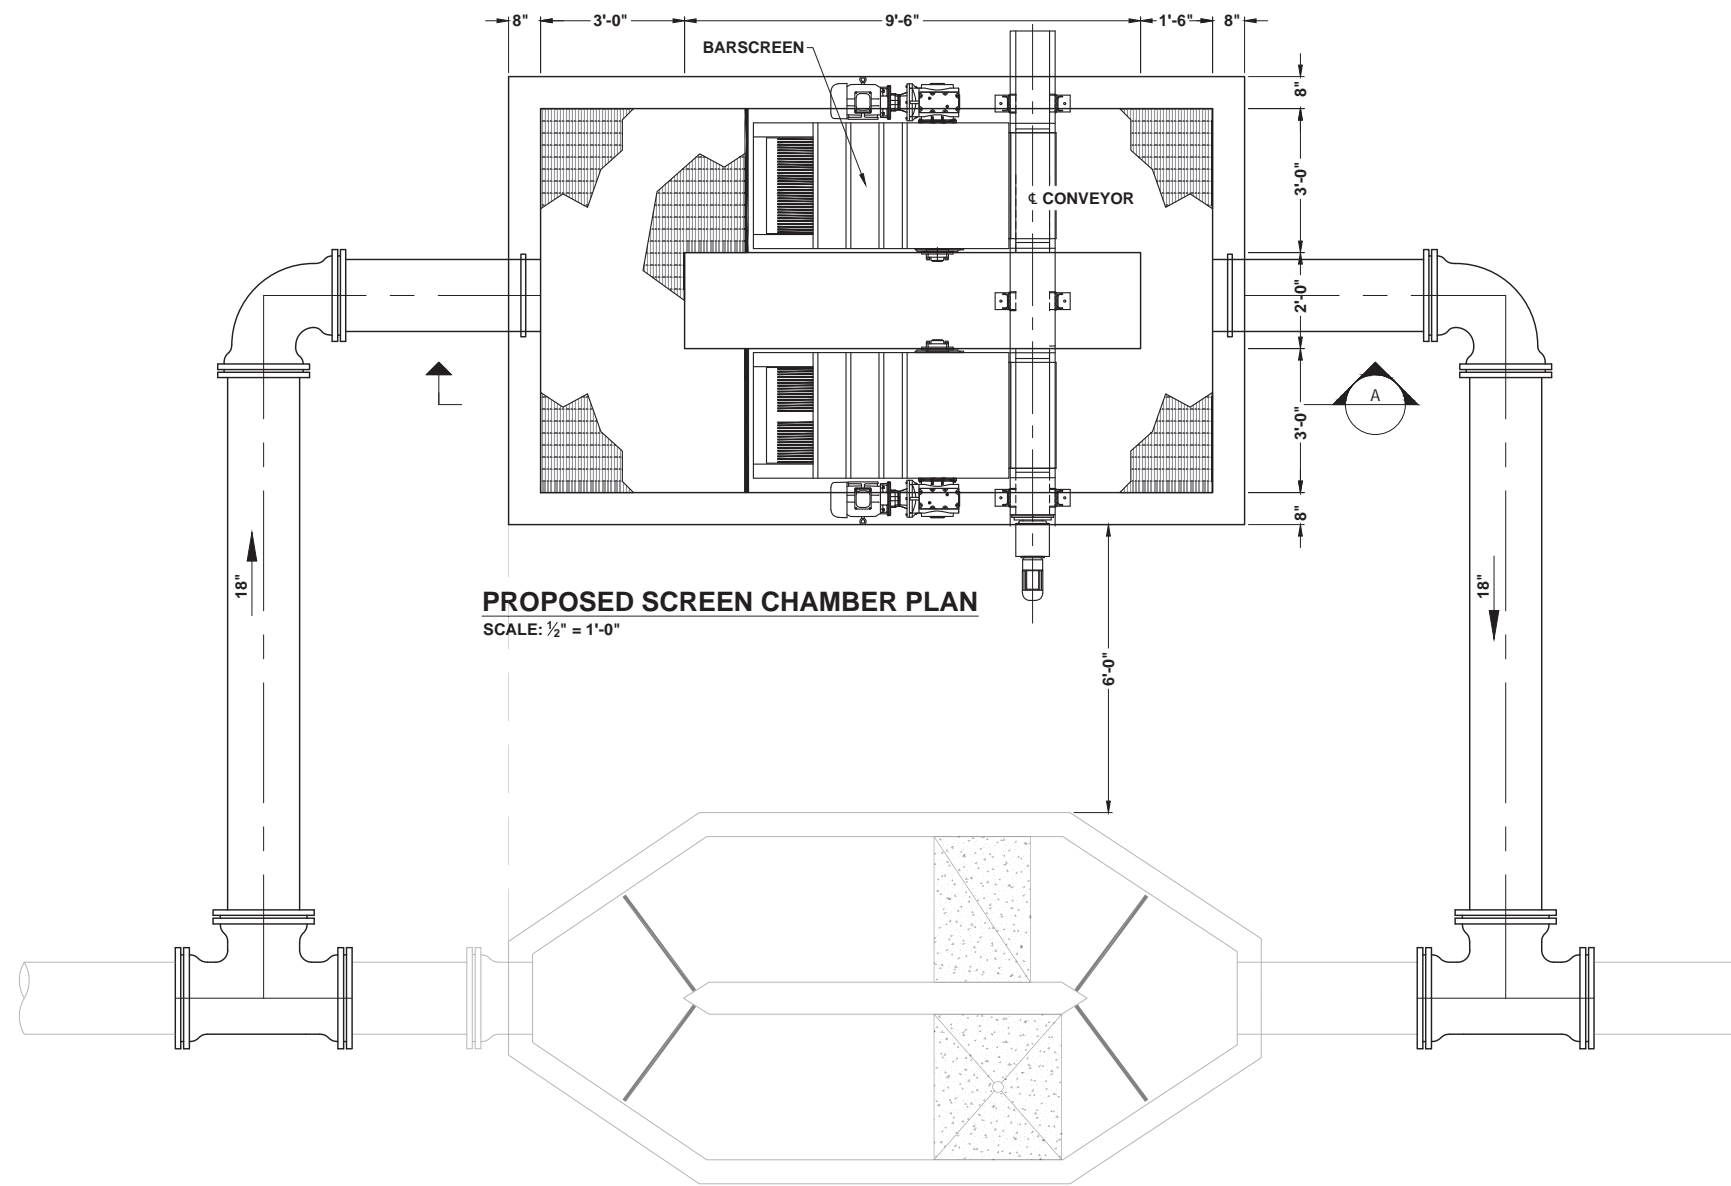 8" 3'-0" 9'-6" 1'-6" 8"
BARSCREEN
8"
3'-0"
℄ CONVEYOR
2'-0"
A
3'-0"
8"
18"
18"
PROPOSED SCREEN CHAMBER PLAN
SCALE: ½" = 1'-0"
6'-0"